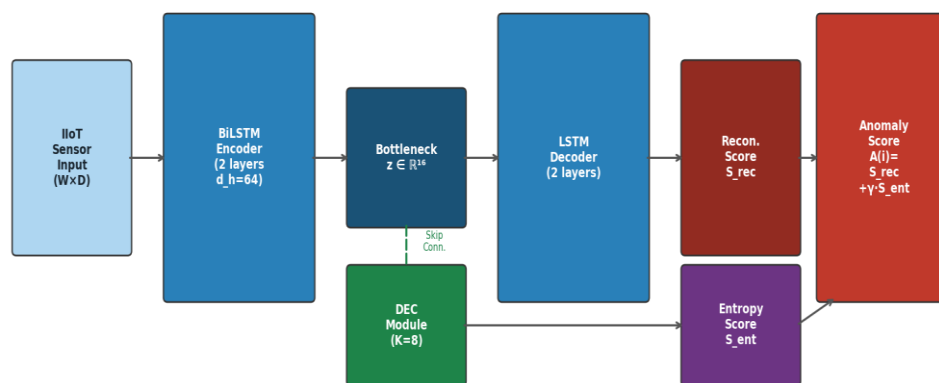 IIoT
Sensor
Input
(W×D)
BiLSTM
Encoder
(2 layers
d_h=64)
Bottleneck
z ∈ ℝ¹⁶
LSTM
Decoder
(2 layers)
Recon.
Score
S_rec
Anomaly
Score
A(i)=
S_rec
+γ·S_ent
Skip
Conn.
DEC
Module
(K=8)
Entropy
Score
S_ent